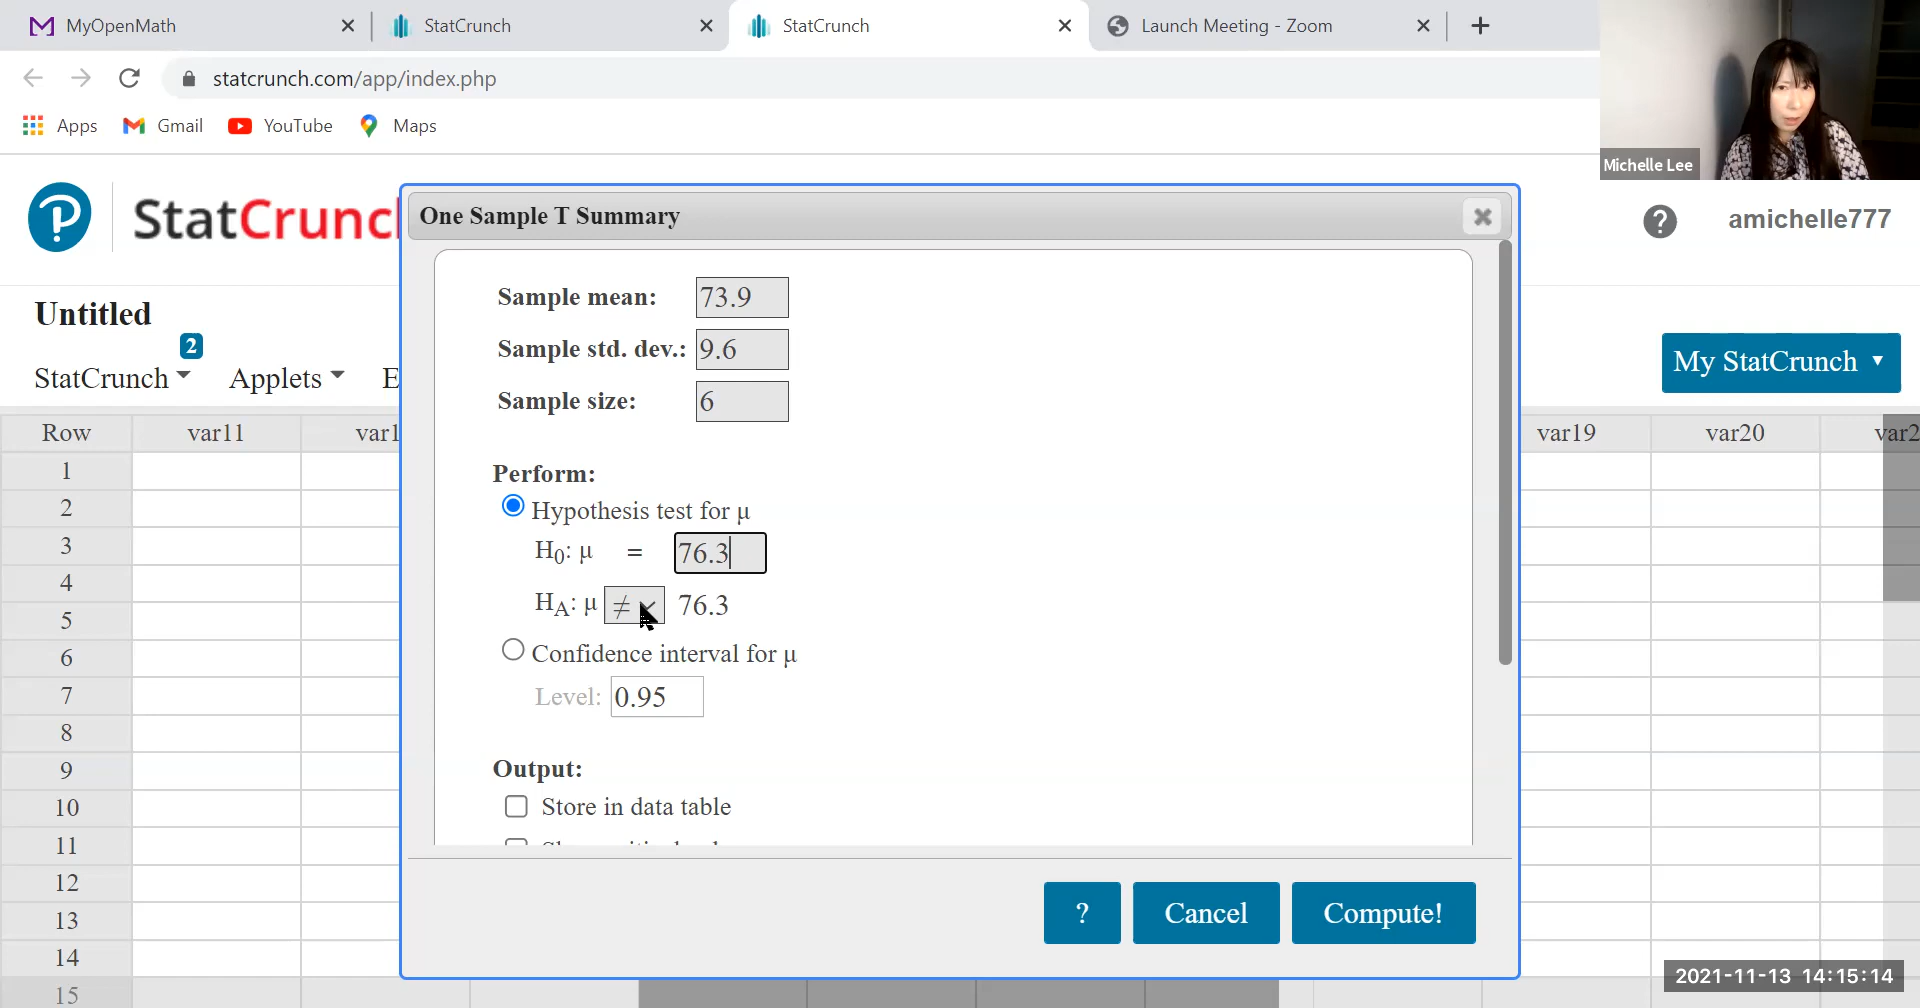 MyOpenMath
StatCrunch
StatCrunch
Launch Meeting - Zoom
statcrunch.com/app/index.php
Apps
Gmail
YouTube
Maps
Michelle Lee
StatCrunc
One Sample T Summary
? amichelle777
Sample mean: 73.9
Sample std. dev.: 9.6
Sample size: 6
Untitled
2
StatCrunch
Applets
E
My StatCrunch
Perform:
Hypothesis test for μ
H0: μ = 76.3
HA: μ ≠ 76.3
Confidence interval for μ
Level: 0.95
Output:
Store in data table
? Cancel Compute!
Row var11 var1 var19 var20 var2
1
2
3
4
5
6
7
8
9
10
11
12
13
14
15
2021-11-13 14:15:14